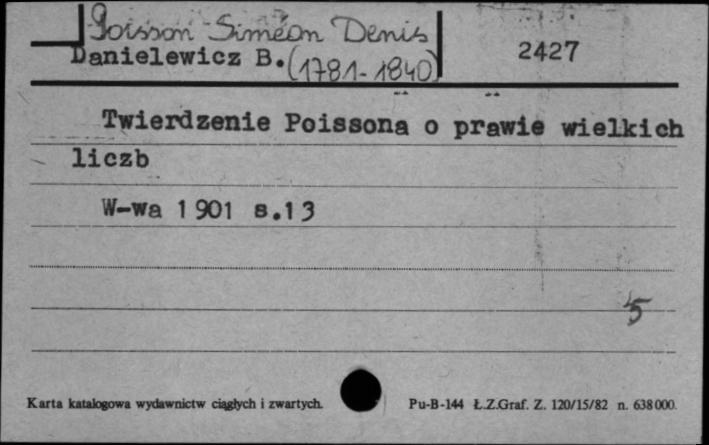 Poisson Siméon Denis
Danielewicz B. (1781-1840) 2427
Twierdzenie Poissona o prawie wielkich
liczb
W-wa 1901 s.13
5
Karta katalogowa wydawnictw ciągłych i zwartych. Pu-B-144 Ł.Z.Graf. Z. 120/15/82 n. 638000.